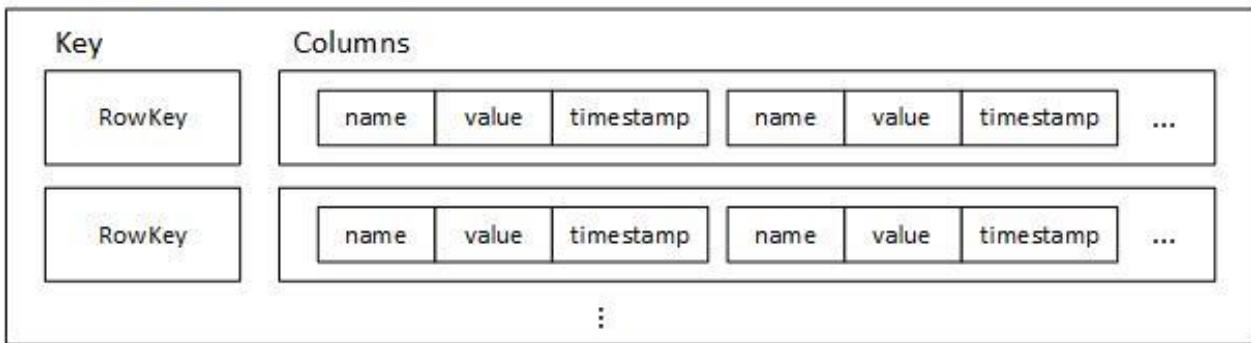 Key Columns
RowKey name value timestamp name value timestamp ...
RowKey name value timestamp name value timestamp ...
⋮